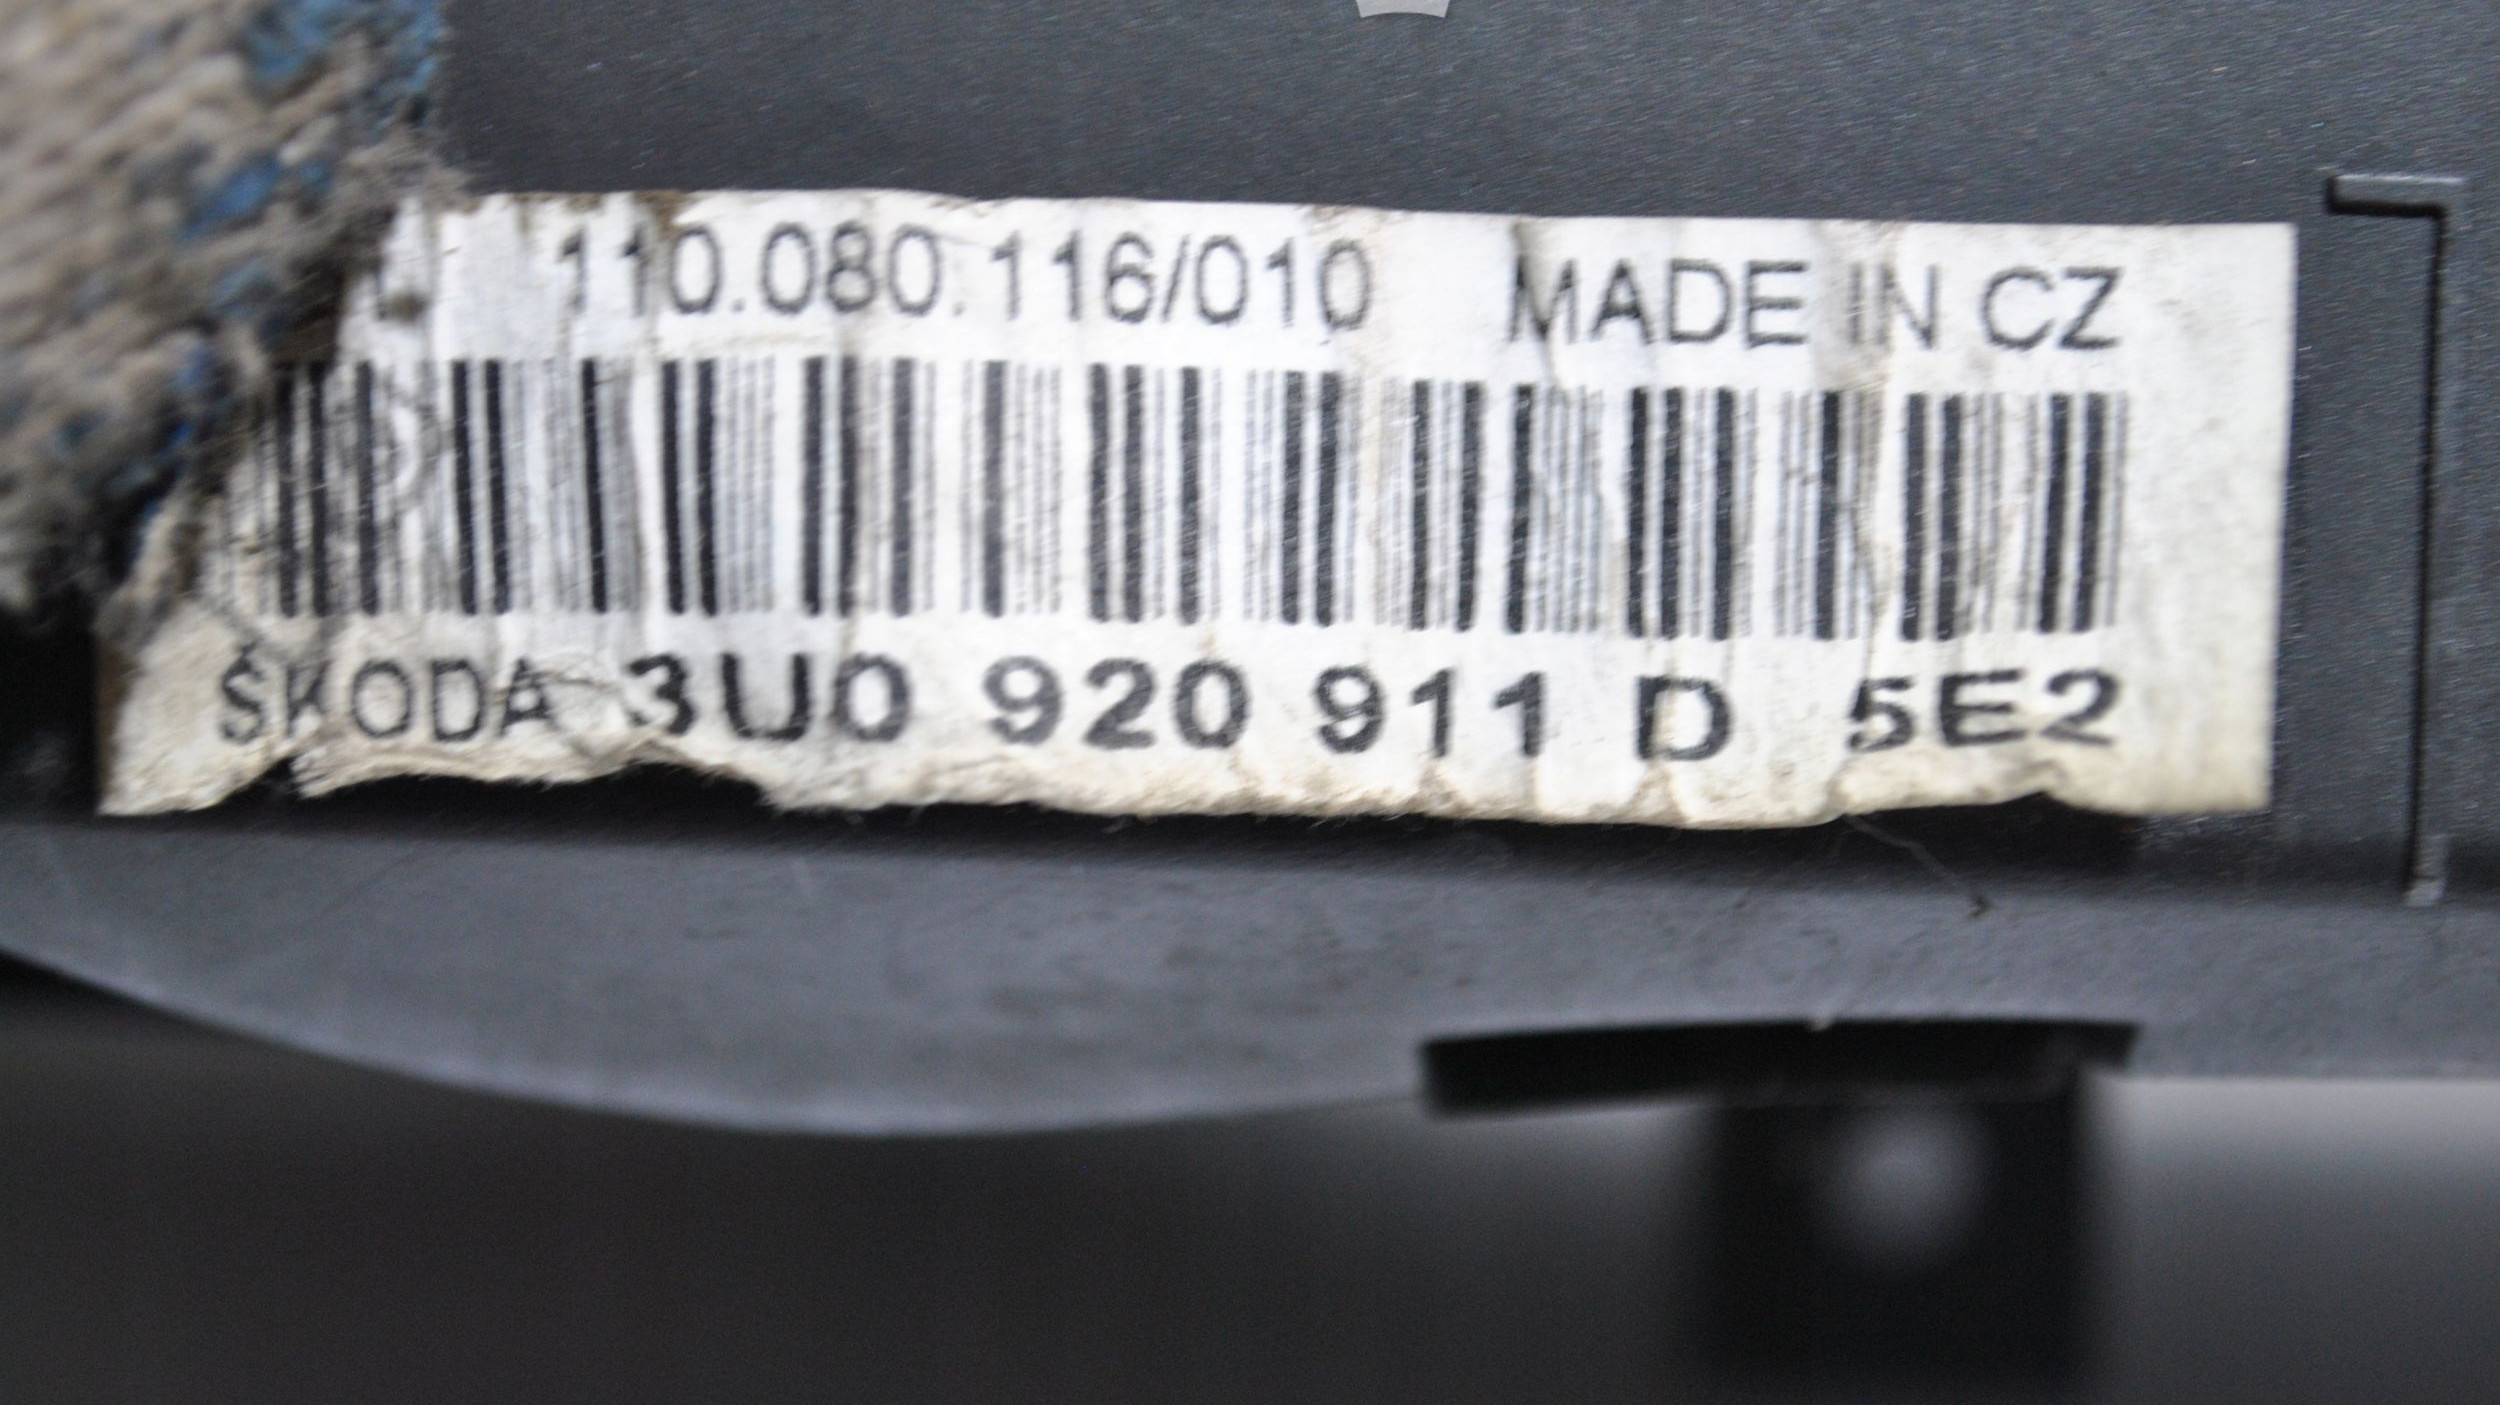 110.080.116/010 MADE IN CZ
ŠKODA 3U0 920 911 D 5E2